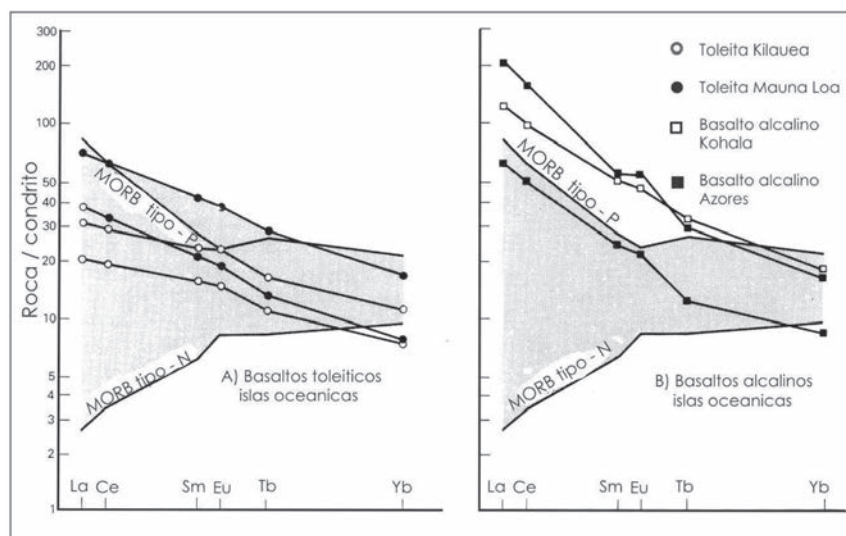 Roca / condrito
300
200
100
50
40
30
20
10
5
4
3
2
1
MORB tipo - P
MORB tipo - N
A) Basaltos toleiticos
islas oceanicas
La
Ce
Sm
Eu
Tb
Yb
Toleita Kilauea
Toleita Mauna Loa
Basalto alcalino
Kohala
Basalto alcalino
Azores
MORB tipo - P
MORB tipo - N
B) Basaltos alcalinos
islas oceanicas
La
Ce
Sm
Eu
Tb
Yb